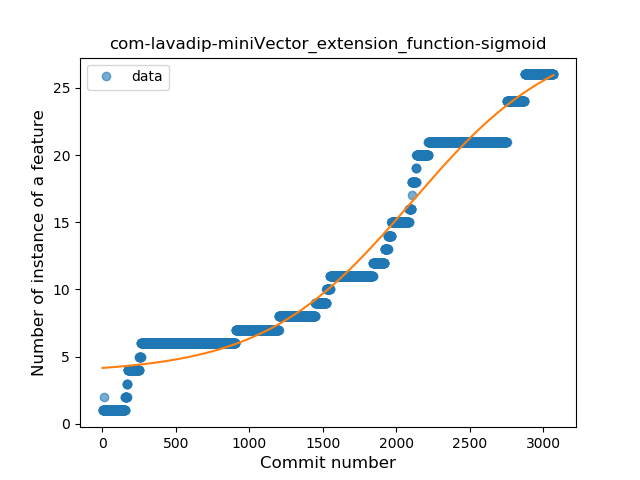 com-lavadip-miniVector_extension_function-sigmoid
data
Number of instance of a feature
25
20
15
10
5
0
0 500 1000 1500 2000 2500 3000
Commit number